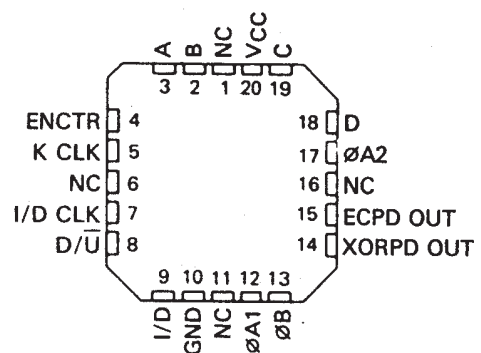 A B NC VCC C
3 2 1 20 19
ENCTR 4
K CLK 5
NC 6
I/D CLK 7
D/U̅ 8
18 D
17 ØA2
16 NC
15 ECPD OUT
14 XORPD OUT
9 10 11 12 13
I/D GND NC ØA1 ØB